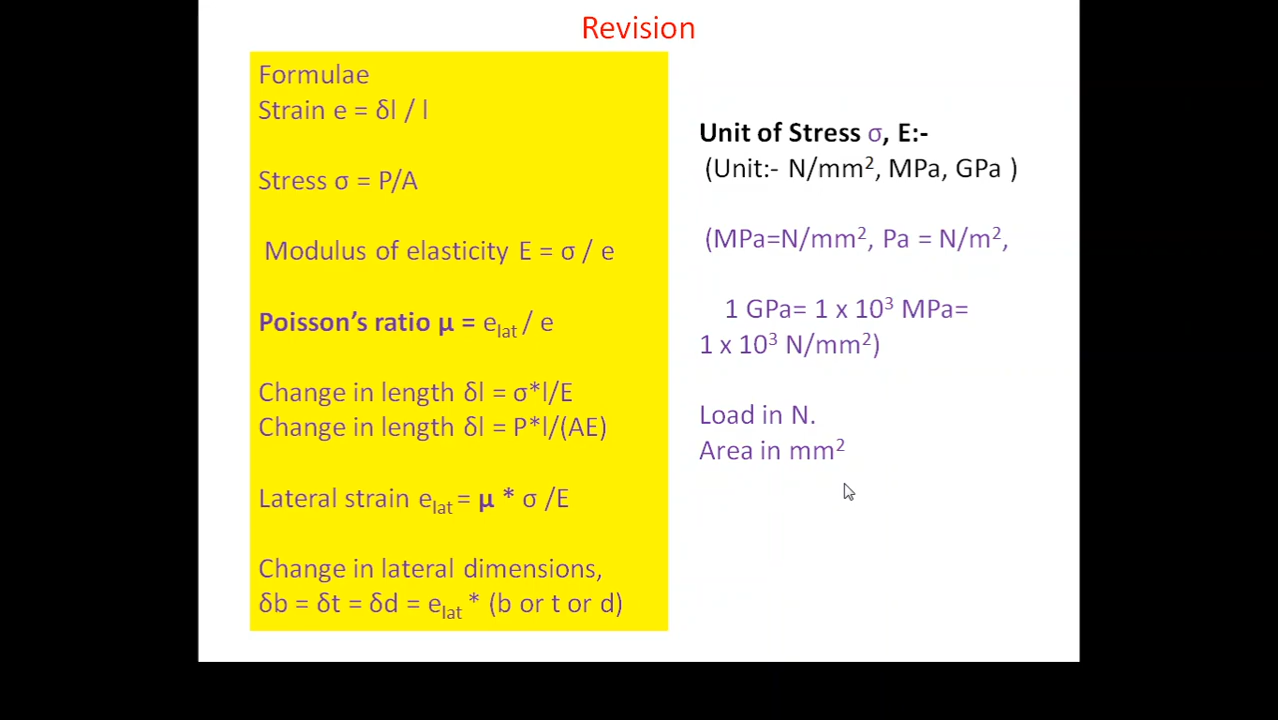 Revision
Formulae
Strain e = δl / l
Stress σ = P/A
Modulus of elasticity E = σ / e
Poisson’s ratio μ = eₗₐₜ / e
Change in length δl = σ*l/E
Change in length δl = P*l/(AE)
Lateral strain eₗₐₜ = μ * σ /E
Change in lateral dimensions,
δb = δt = δd = eₗₐₜ * (b or t or d)
Unit of Stress σ, E:-
(Unit:- N/mm², MPa, GPa )
(MPa=N/mm², Pa = N/m²,
1 GPa= 1 x 10³ MPa=
1 x 10³ N/mm²)
Load in N.
Area in mm²